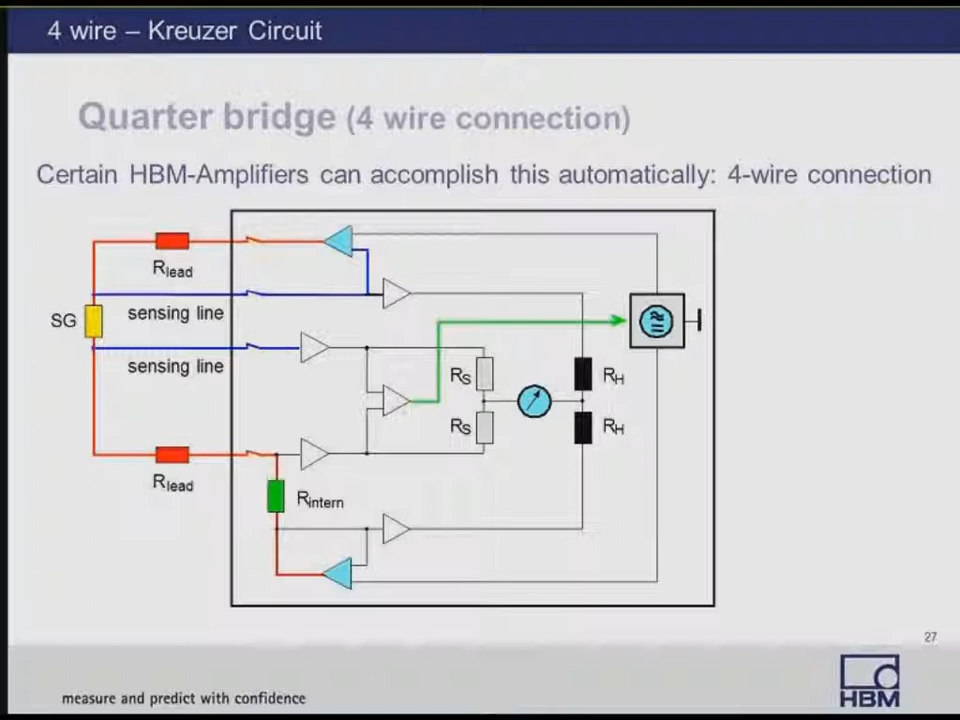 4 wire – Kreuzer Circuit
Quarter bridge (4 wire connection)
Certain HBM-Amplifiers can accomplish this automatically: 4-wire connection
Rlead
sensing line
SG
sensing line
RS
RH
RS
RH
Rlead
Rintern
27
measure and predict with confidence
HBM